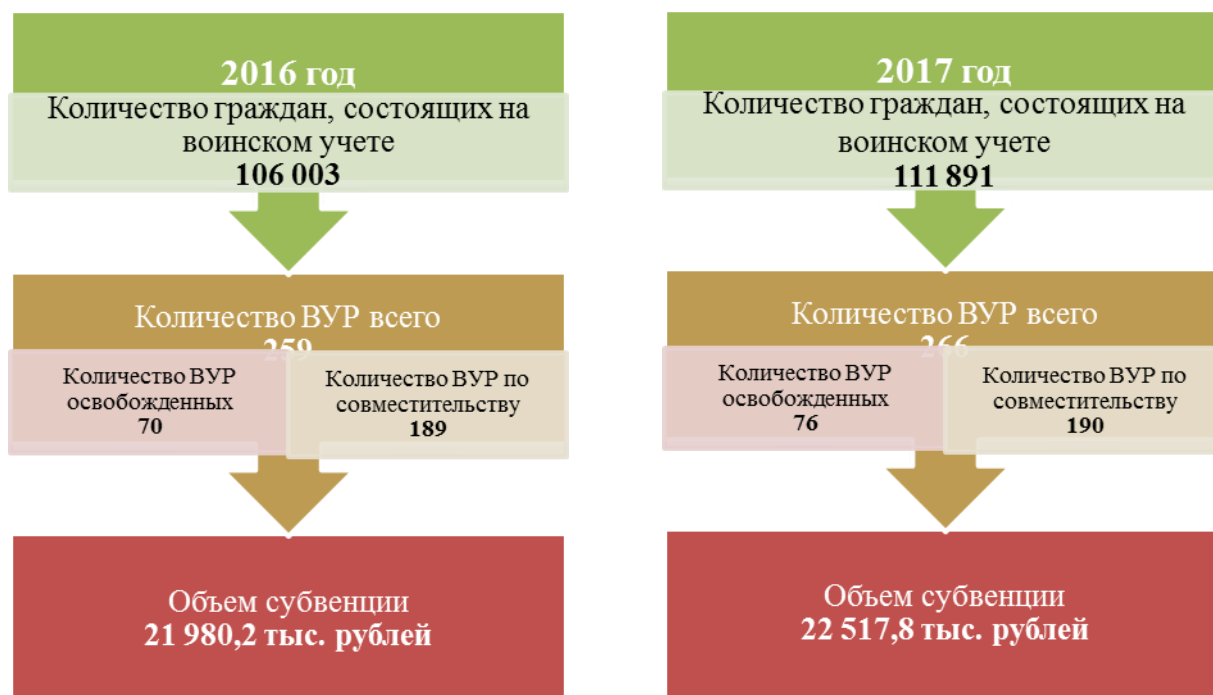 2016 год
Количество граждан, состоящих на
воинском учете
106 003
Количество ВУР всего
259
Количество ВУР
освобожденных
70
Количество ВУР по
совместительству
189
Объем субвенции
21 980,2 тыс. рублей
2017 год
Количество граждан, состоящих на
воинском учете
111 891
Количество ВУР всего
266
Количество ВУР
освобожденных
76
Количество ВУР по
совместительству
190
Объем субвенции
22 517,8 тыс. рублей